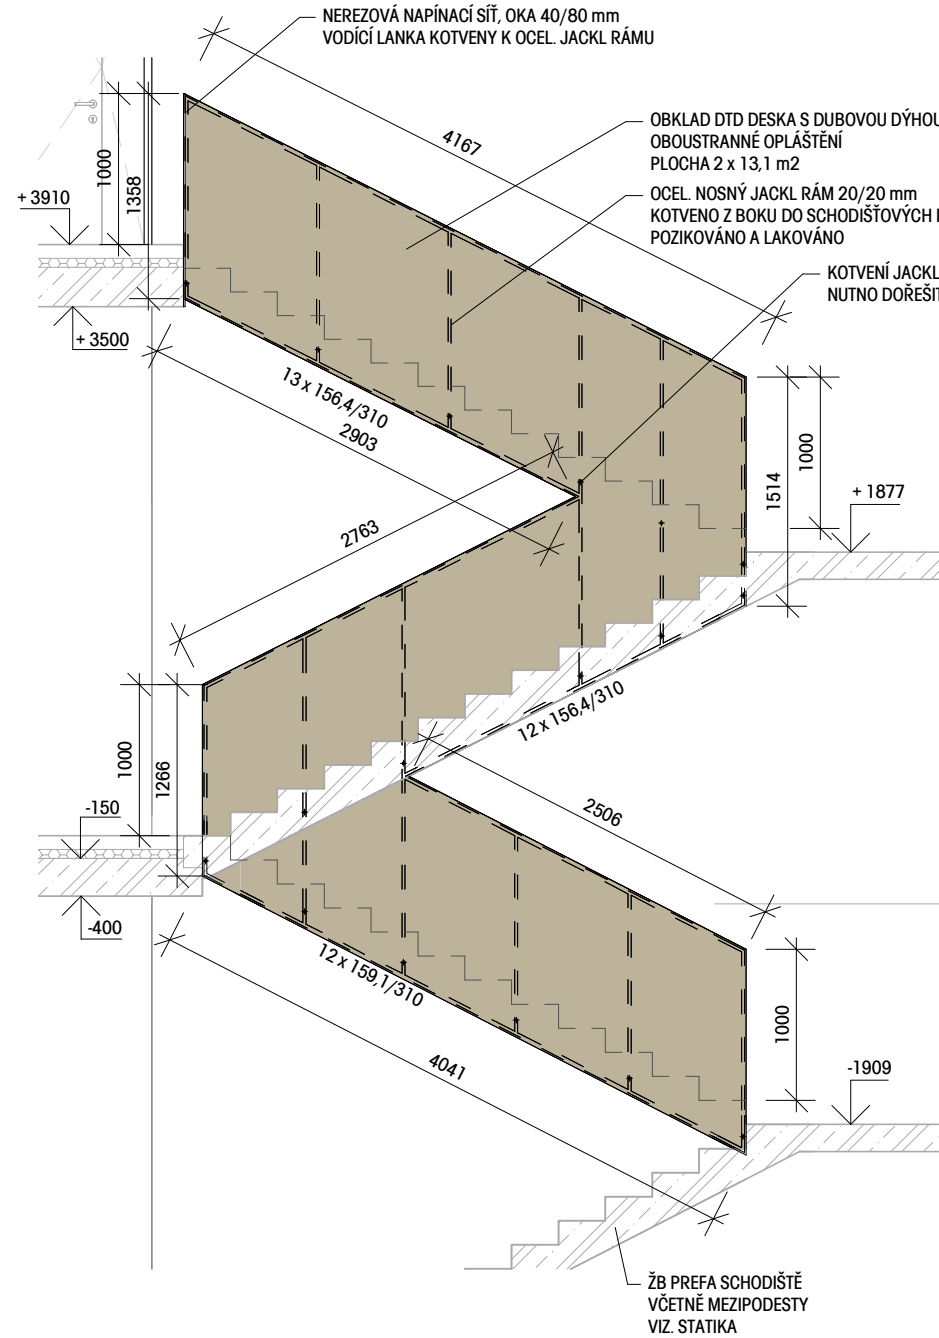 NEREZOVÁ NAPÍNACÍ SÍŤ, OKA 40/80 mm
VODÍCÍ LANKA KOTVENY K OCEL. JACKL RÁMU
OBKLAD DTD DESKA S DUBOVOU DÝHOU
OBOUSTRANNÉ OPLÁŠTĚNÍ
PLOCHA 2 x 13,1 m2
OCEL. NOSNÝ JACKL RÁM 20/20 mm
KOTVENO Z BOKU DO SCHODIŠŤOVÝCH
POZIKOVÁNO A LAKOVÁNO
KOTVENÍ JACKL
NUTNO DOŘEŠIT
4167
1000
1358
+ 3910
+ 3500
13 x 156,4/310
2903
2763
1514
1000
+ 1877
12 x 156,4/310
1000
1266
-150
-400
2506
12 x 159,1/310
4041
1000
-1909
ŽB PREFA SCHODIŠTĚ
VČETNĚ MEZIPODESTY
VIZ. STATIKA